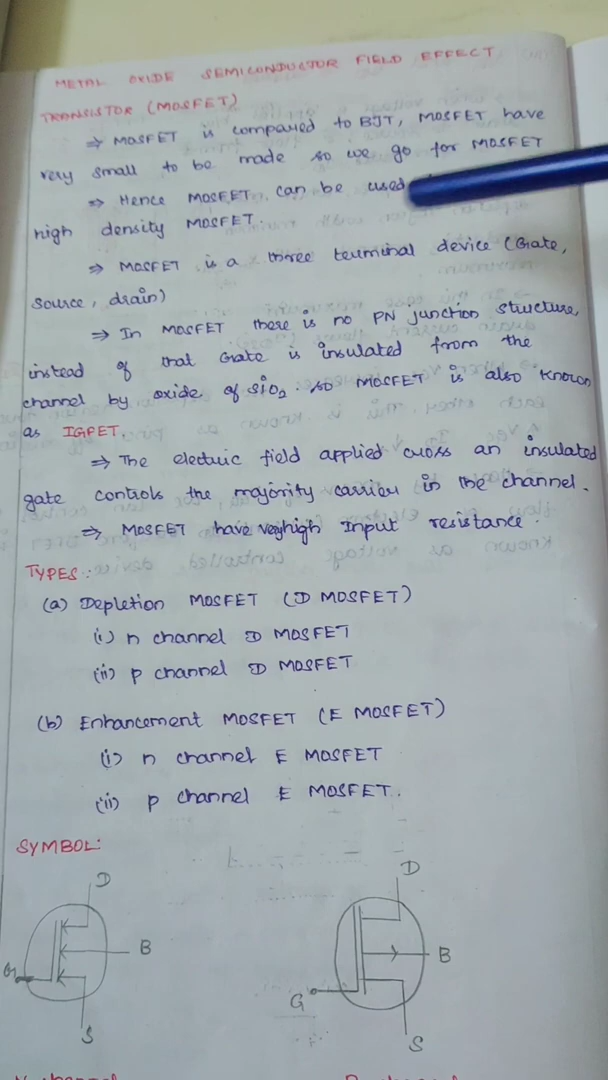 METAL OXIDE SEMICONDUCTOR FIELD EFFECT
TRANSISTOR (MOSFET)
⇒ MOSFET is compared to BJT, MOSFET have
very small to be made so we go for MOSFET
⇒ Hence MOSFET can be used
high density MOSFET.
⇒ MOSFET is a three terminal device (Gate,
Source, drain)
⇒ In MOSFET there is no PN junction structure,
instead of that Gate is insulated from the
channel by oxide of SiO2. so MOSFET is also known
as IGFET.
⇒ The electric field applied cross an insulated
gate controls the majority carrier in the channel.
⇒ MOSFET have very high Input resistance.
TYPES:
(a) Depletion MOSFET (D MOSFET)
(i) n channel D MOSFET
(ii) p channel D MOSFET
(b) Enhancement MOSFET (E MOSFET)
(i) n channel E MOSFET
(ii) p channel E MOSFET.
SYMBOL:
D D
B B
G G
S S